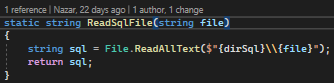 1 reference | Nazar, 22 days ago | 1 author, 1 change
static string ReadSqlFile(string file)
{
string sql = File.ReadAllText($"{dirSql}\\{file}");
return sql;
}